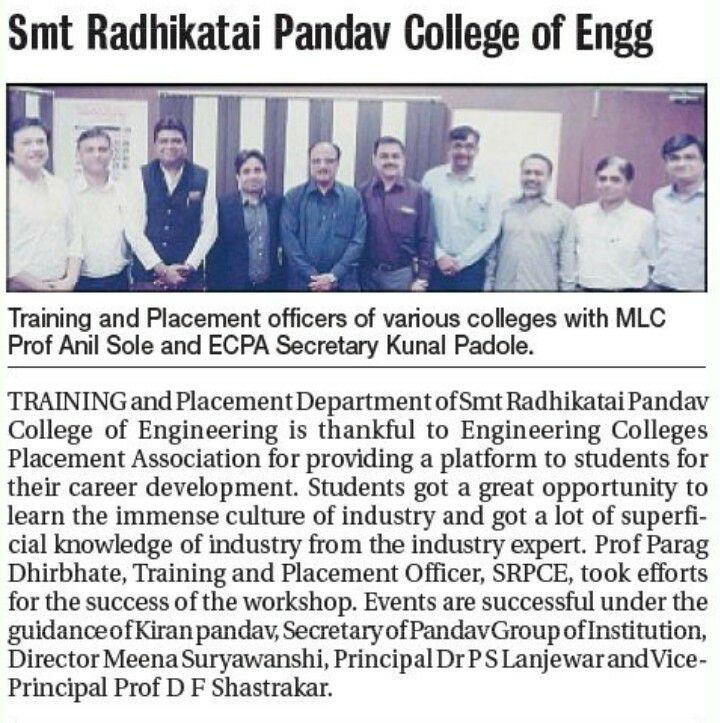 Smt Radhikatai Pandav College of Engg
Training and Placement officers of various colleges with MLC
Prof Anil Sole and ECPA Secretary Kunal Padole.
TRAINING and Placement Department of Smt Radhikatai Pandav
College of Engineering is thankful to Engineering Colleges
Placement Association for providing a platform to students for
their career development. Students got a great opportunity to
learn the immense culture of industry and got a lot of superfi-
cial knowledge of industry from the industry expert. Prof Parag
Dhirbhate, Training and Placement Officer, SRPCE, took efforts
for the success of the workshop. Events are successful under the
guidance of Kiran pandav, Secretary of Pandav Group of Institution,
Director Meena Suryawanshi, Principal Dr P S Lanjewar and Vice-
Principal Prof D F Shastrakar.